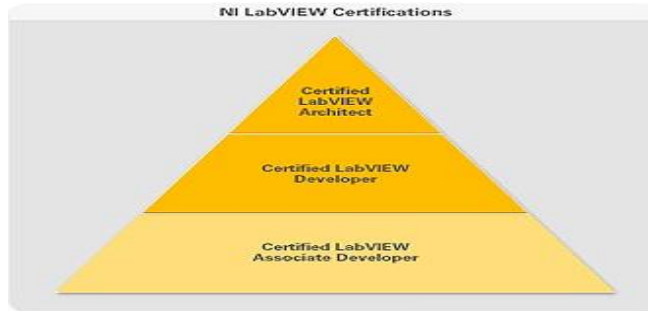 NI LabVIEW Certifications
Certified
LabVIEW
Architect
Certified LabVIEW
Developer
Certified LabVIEW
Associate Developer